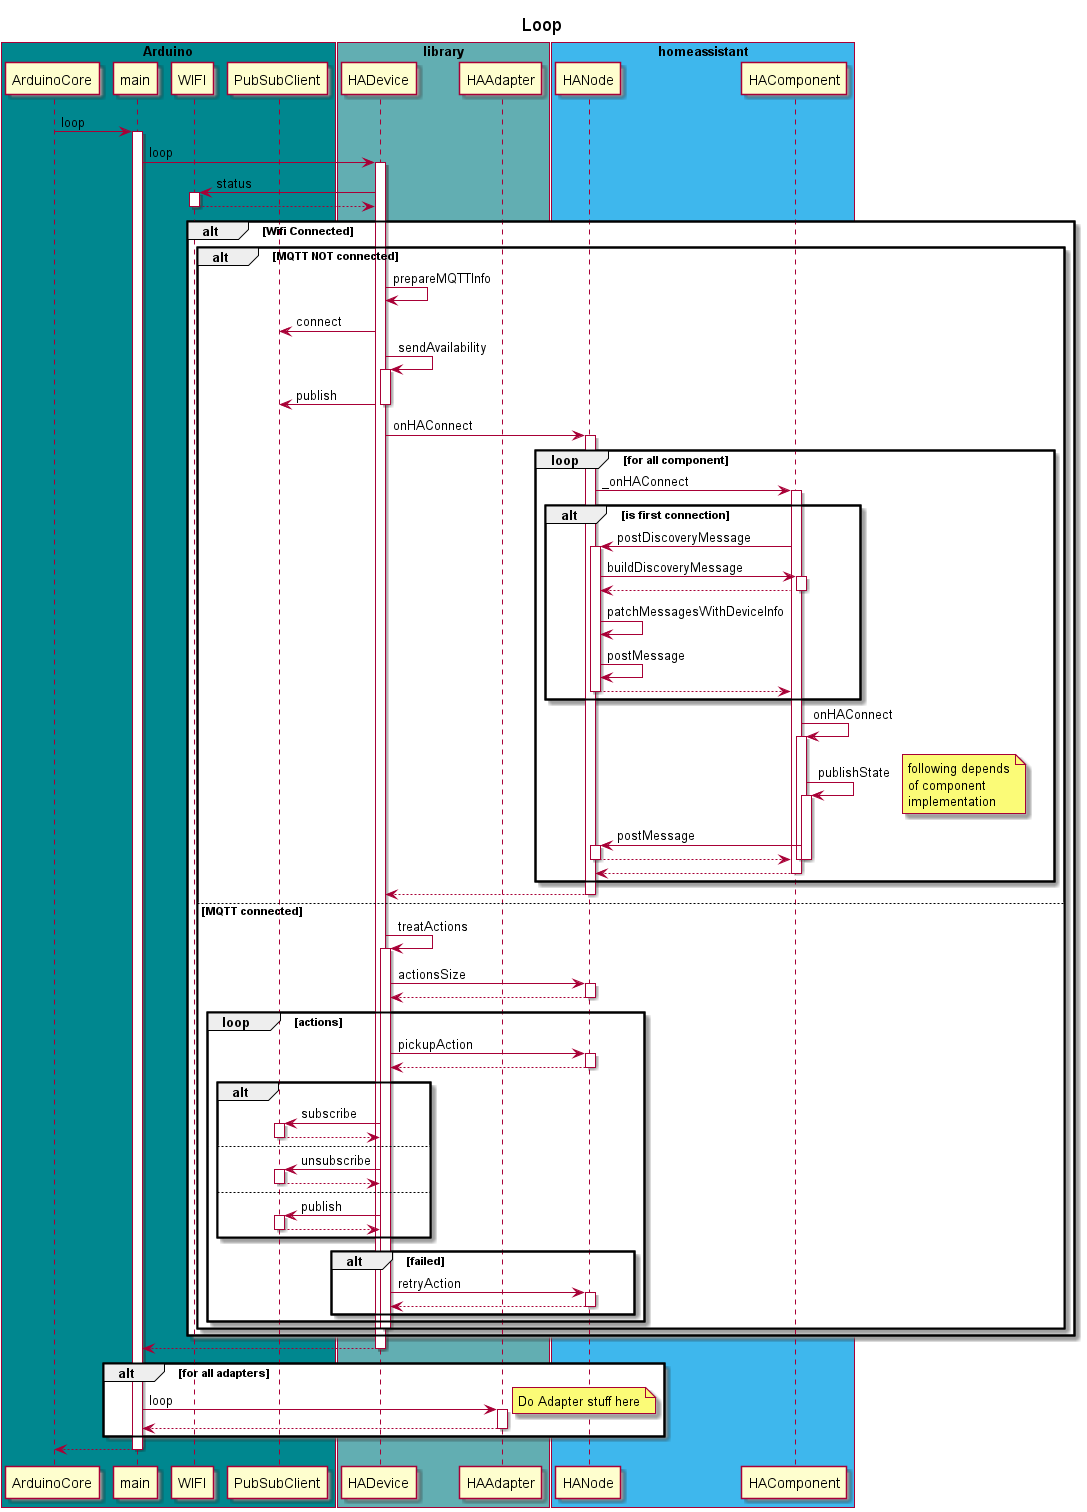 Loop
Arduino
library
homeassistant
ArduinoCore
main
WIFI
PubSubClient
HADevice
HAAdapter
HANode
HAComponent
loop
loop
status
alt [Wifi Connected]
alt [MQTT NOT connected]
prepareMQTTInfo
connect
sendAvailability
publish
onHAConnect
loop [for all component]
_onHAConnect
alt [is first connection]
postDiscoveryMessage
buildDiscoveryMessage
patchMessagesWithDeviceInfo
postMessage
onHAConnect
following depends
of component
implementation
publishState
postMessage
[MQTT connected]
treatActions
actionsSize
loop [actions]
pickupAction
alt
subscribe
unsubscribe
publish
alt [failed]
retryAction
alt [for all adapters]
loop
Do Adapter stuff here
ArduinoCore
main
WIFI
PubSubClient
HADevice
HAAdapter
HANode
HAComponent